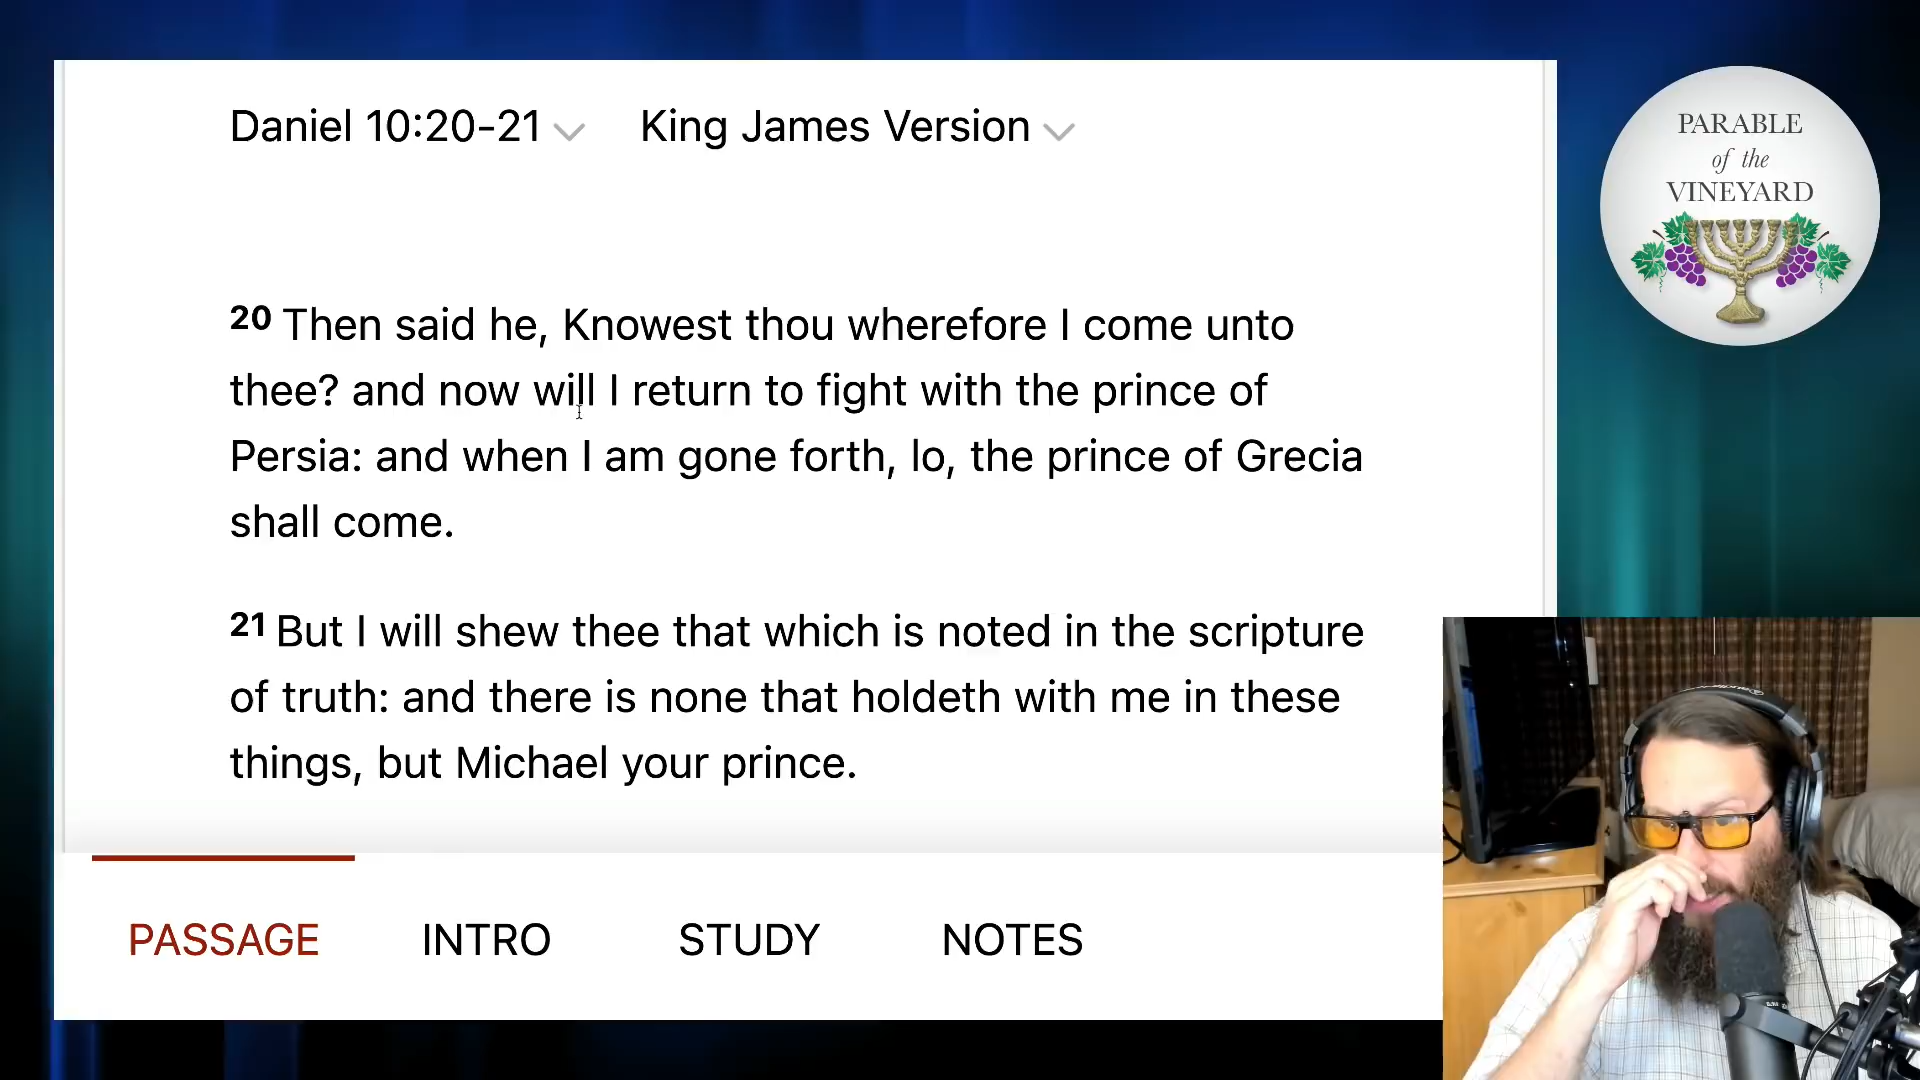 Daniel 10:20-21 King James Version
PARABLE
of the
VINEYARD
20 Then said he, Knowest thou wherefore I come unto
thee? and now will I return to fight with the prince of
Persia: and when I am gone forth, lo, the prince of Grecia
shall come.
21 But I will shew thee that which is noted in the scripture
of truth: and there is none that holdeth with me in these
things, but Michael your prince.
PASSAGE INTRO STUDY NOTES